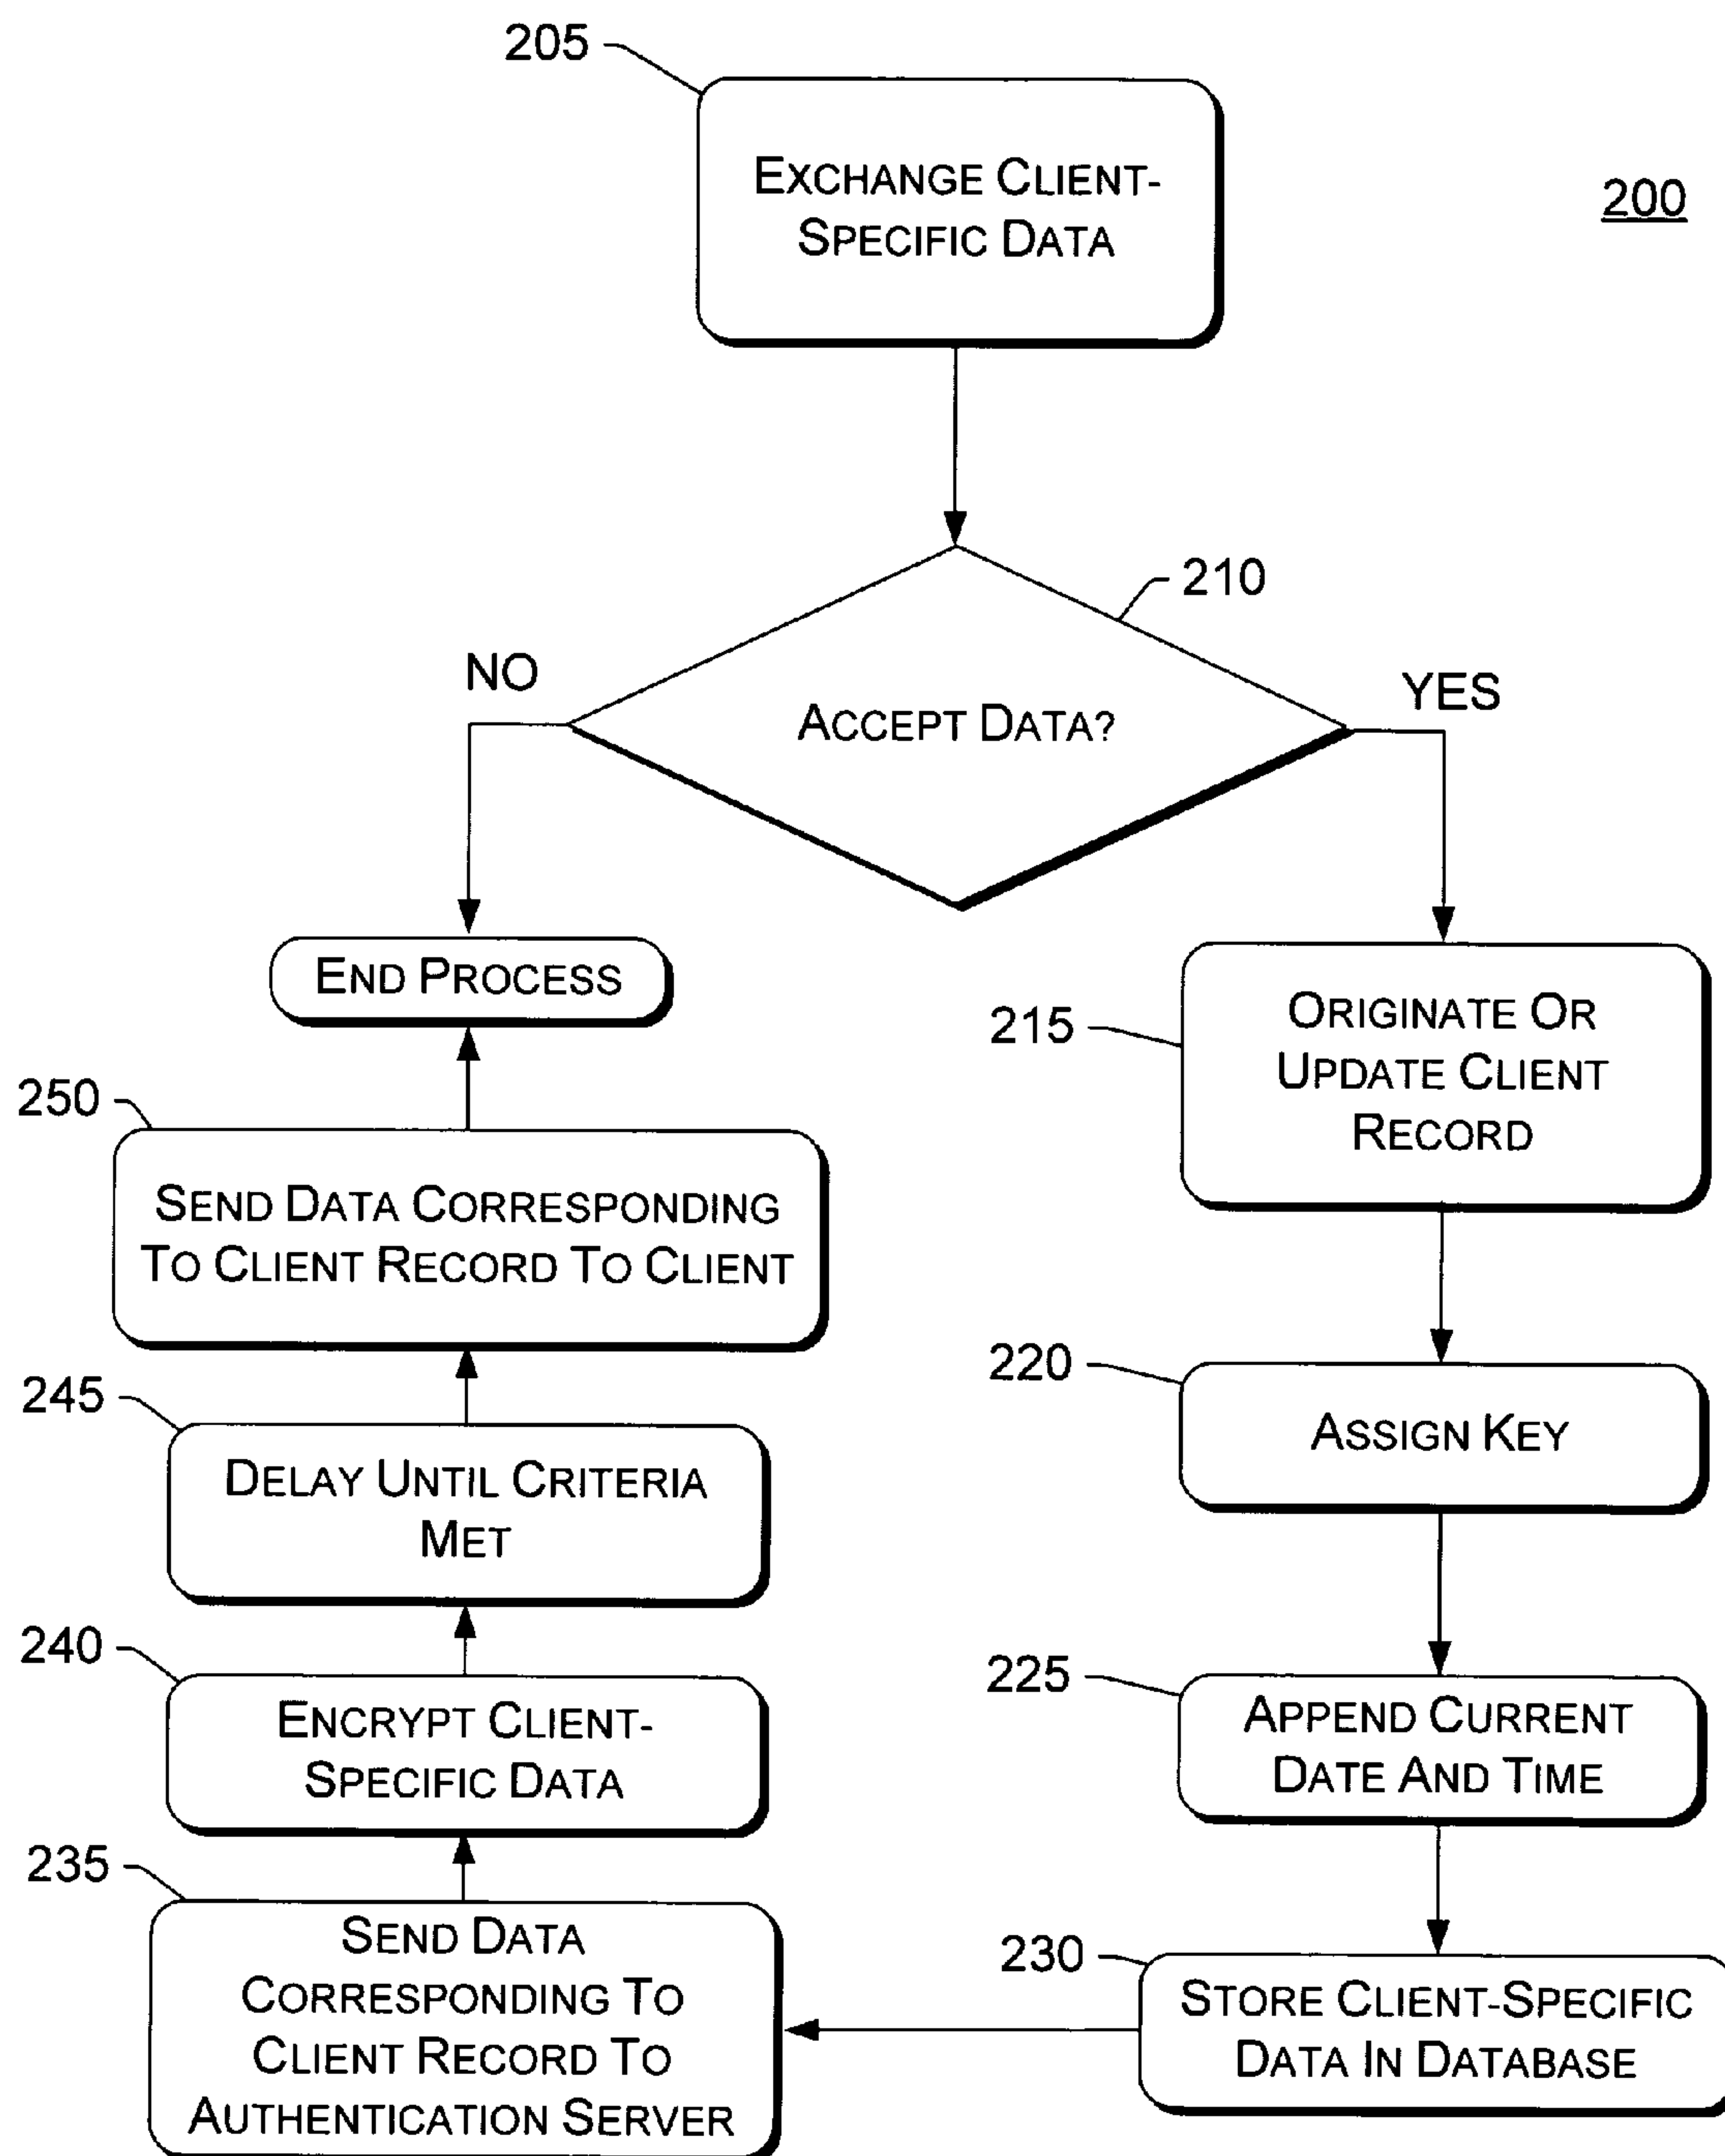 205
EXCHANGE CLIENT-
SPECIFIC DATA
200
210
NO
ACCEPT DATA?
YES
END PROCESS
215
ORIGINATE OR
UPDATE CLIENT
RECORD
250
SEND DATA CORRESPONDING
TO CLIENT RECORD TO CLIENT
220
ASSIGN KEY
245
DELAY UNTIL CRITERIA
MET
240
ENCRYPT CLIENT-
SPECIFIC DATA
225
APPEND CURRENT
DATE AND TIME
235
SEND DATA
CORRESPONDING TO
CLIENT RECORD TO
AUTHENTICATION SERVER
230
STORE CLIENT-SPECIFIC
DATA IN DATABASE